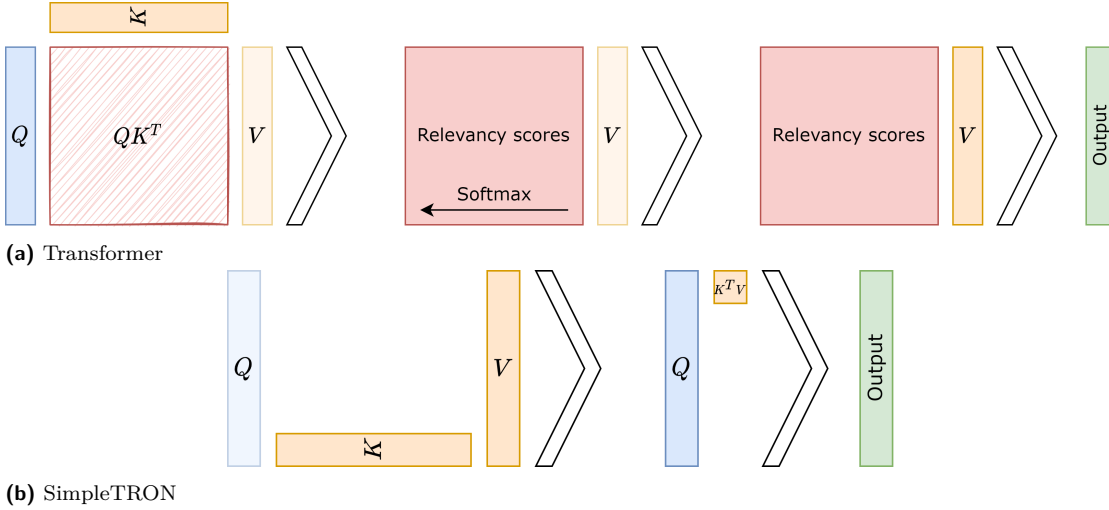 K
Q
QK^T
V
Relevancy scores
Softmax
V
Relevancy scores
V
Output
(a) Transformer
Q
K
V
Q
K^T V
Output
(b) SimpleTRON